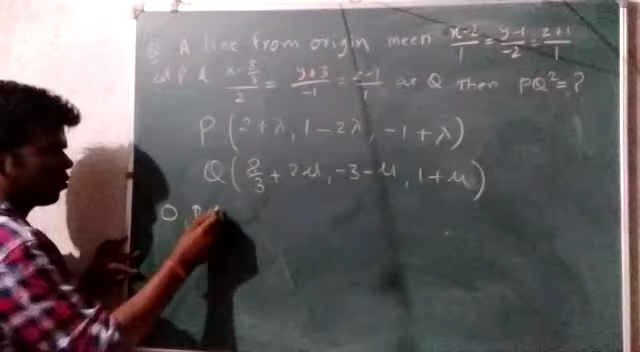 Q A line from origin meets x-2/1 = y-1/-2 = z+1/1
at P & x-8/3/2 = y+3/-1 = z-1/1 at Q then PQ²=?
P(2+λ, 1-2λ, -1+λ)
Q(8/3+2μ, -3-μ, 1+μ)
O, P